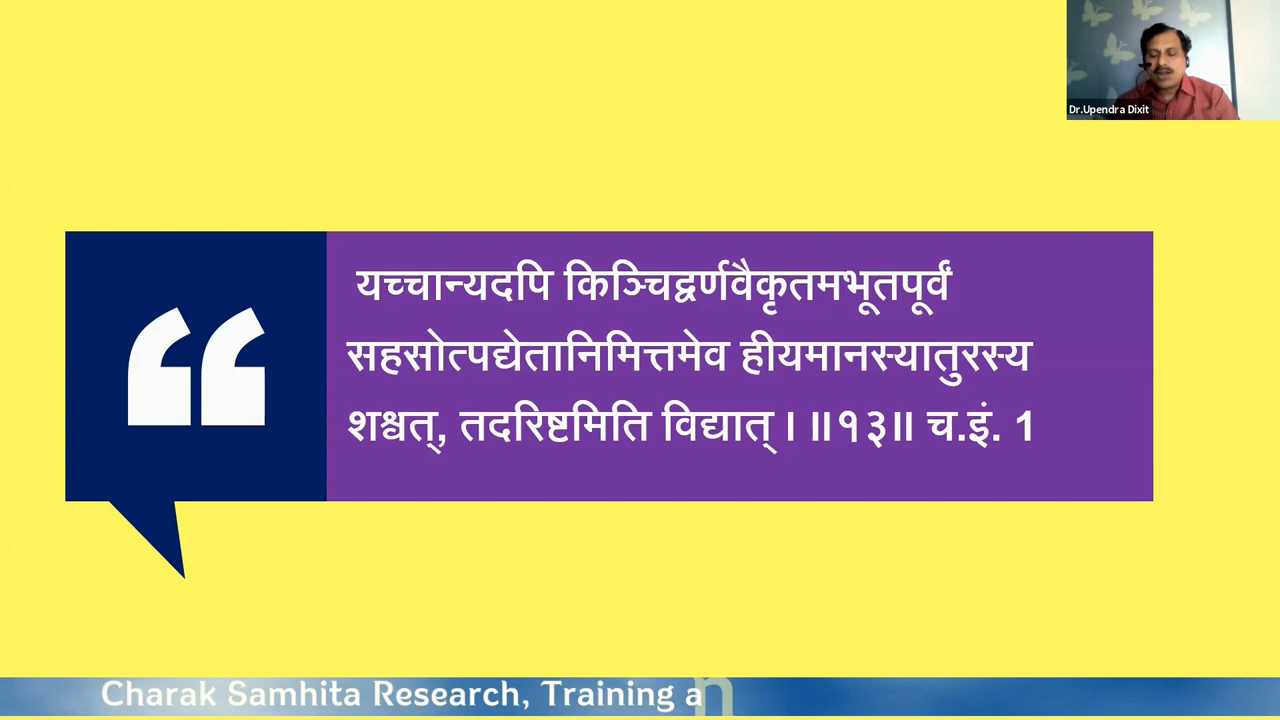 Dr.Upendra Dixit
यच्चान्यदपि किञ्चिद्वर्णवैकृतमभूतपूर्वं
सहसोत्पद्येतानिमित्तमेव हीयमानस्यातुरस्य
शश्वत्, तदरिष्टमिति विद्यात् । ॥१३॥ च.इं. 1
Charak Samhita Research, Training an